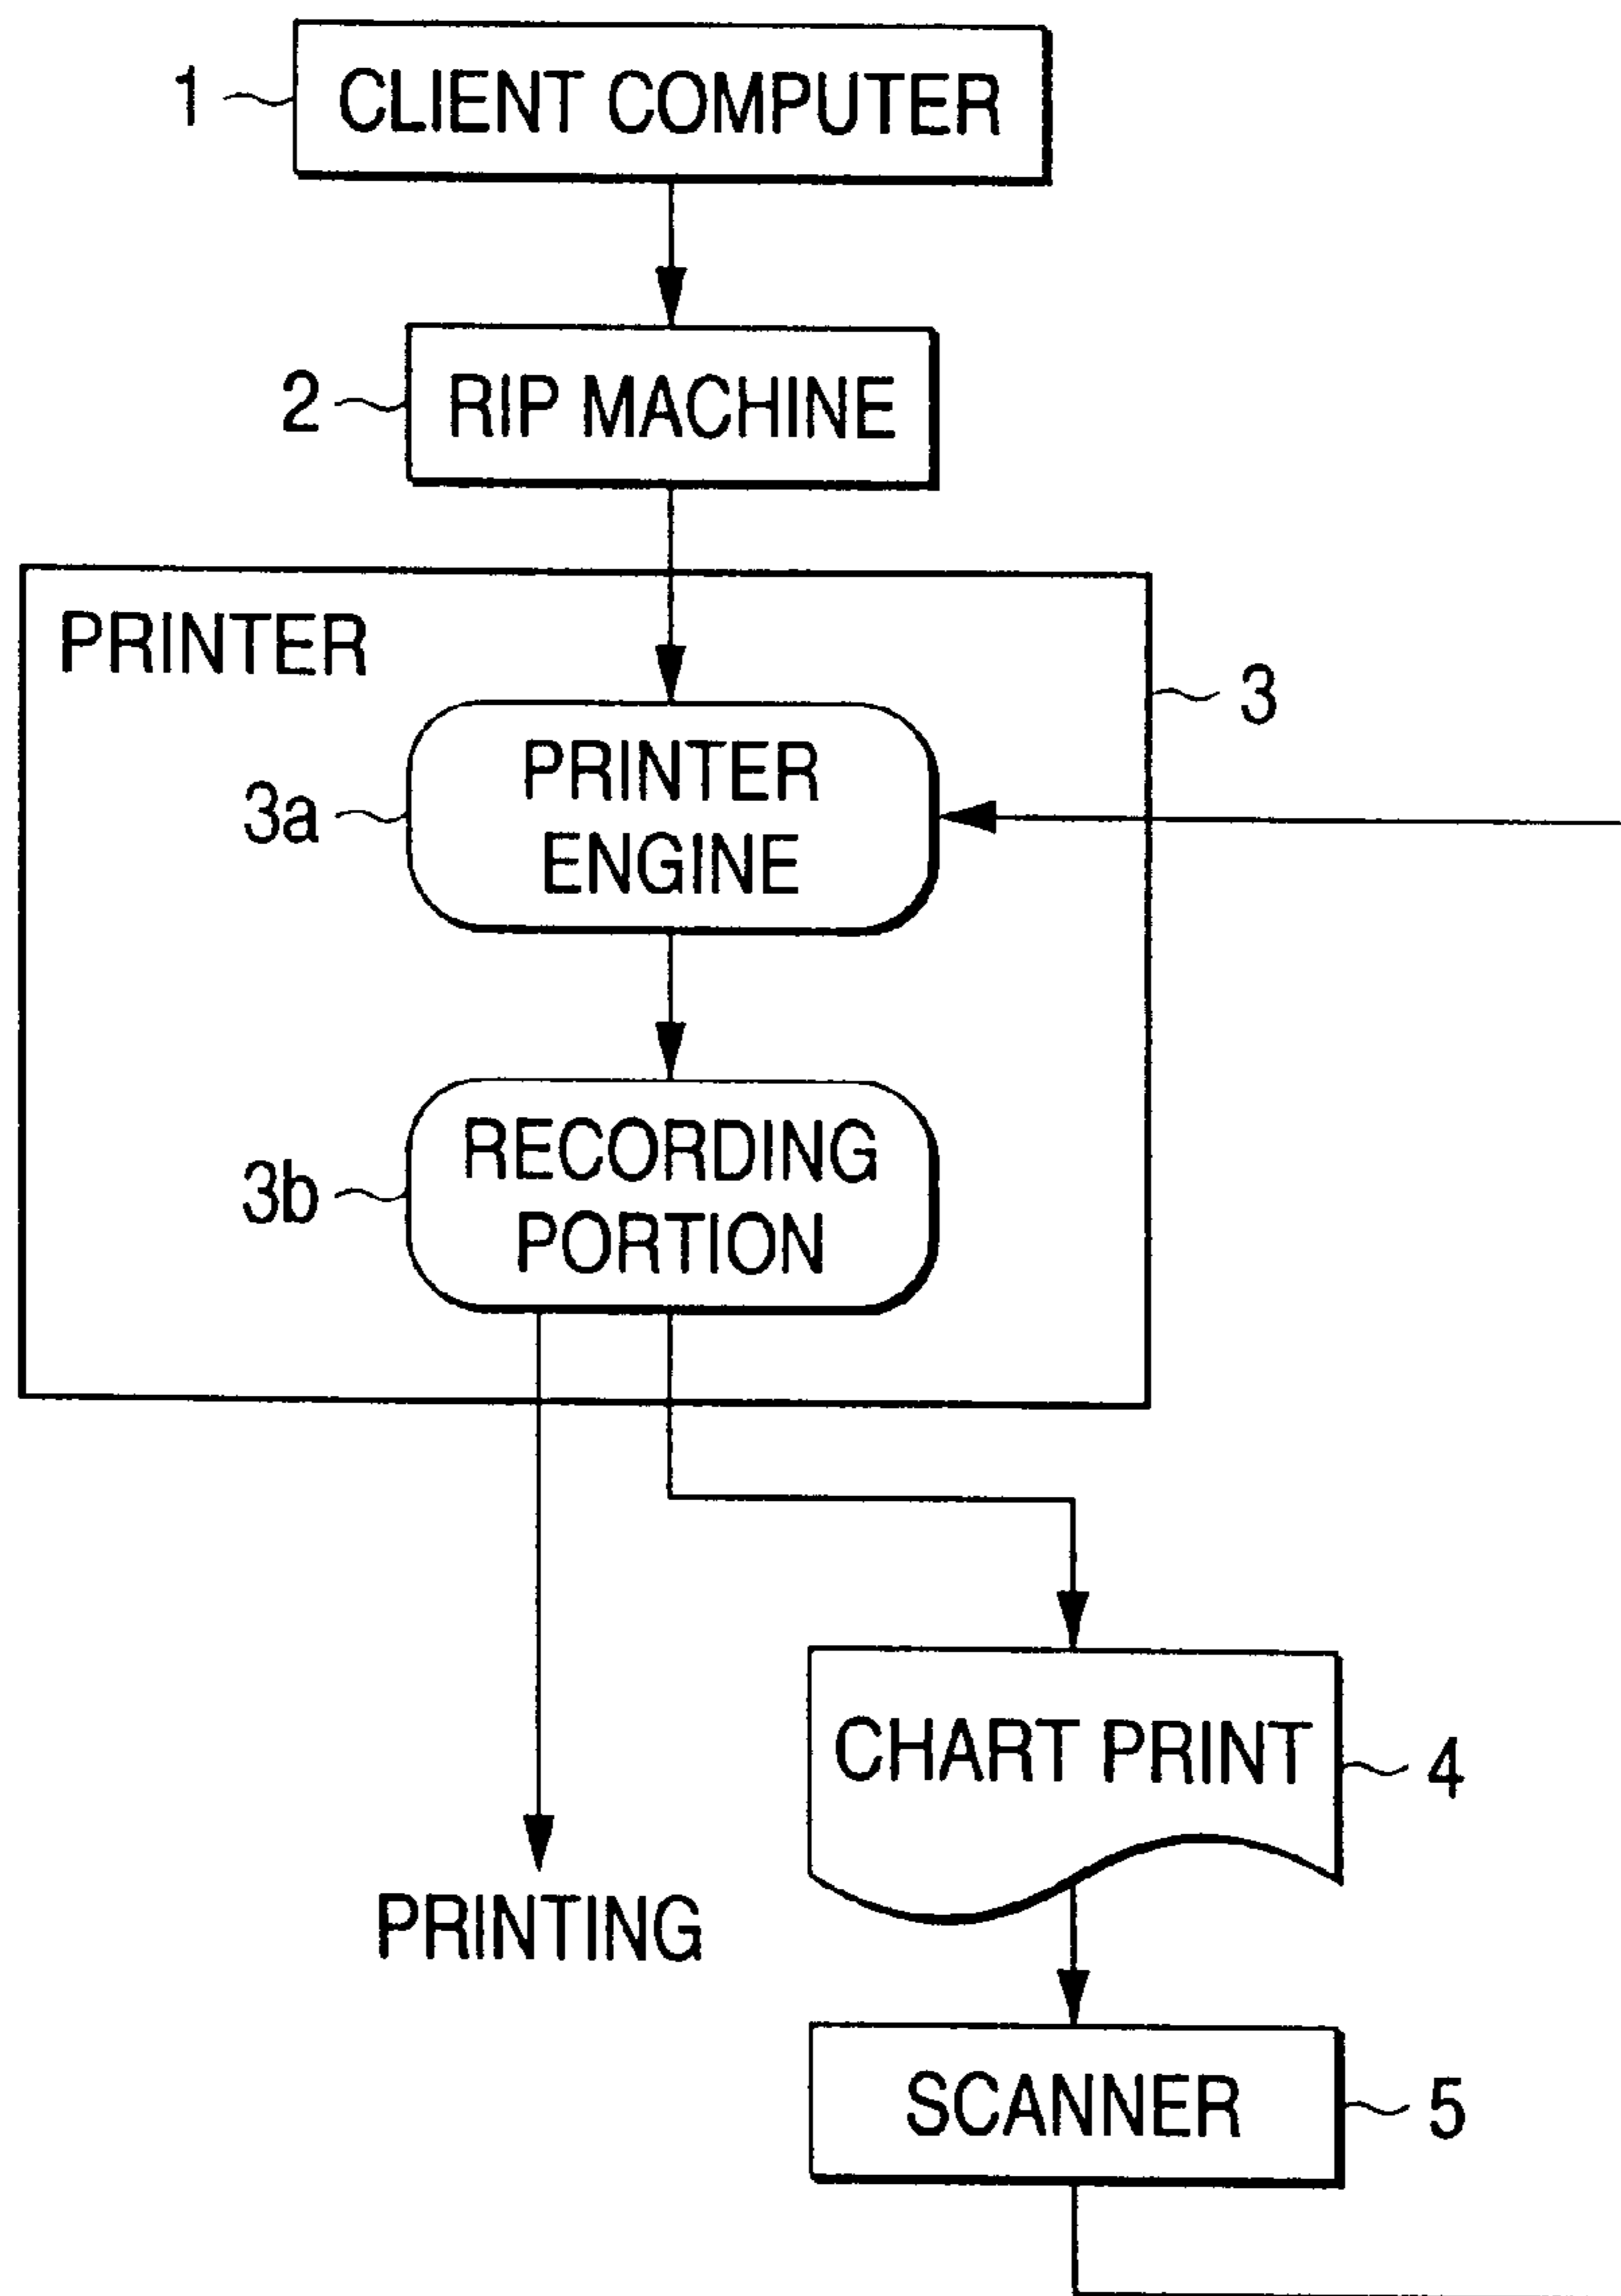 1 CLIENT COMPUTER
2 RIP MACHINE
PRINTER
3
3a PRINTER
ENGINE
3b RECORDING
PORTION
CHART PRINT 4
PRINTING
SCANNER 5